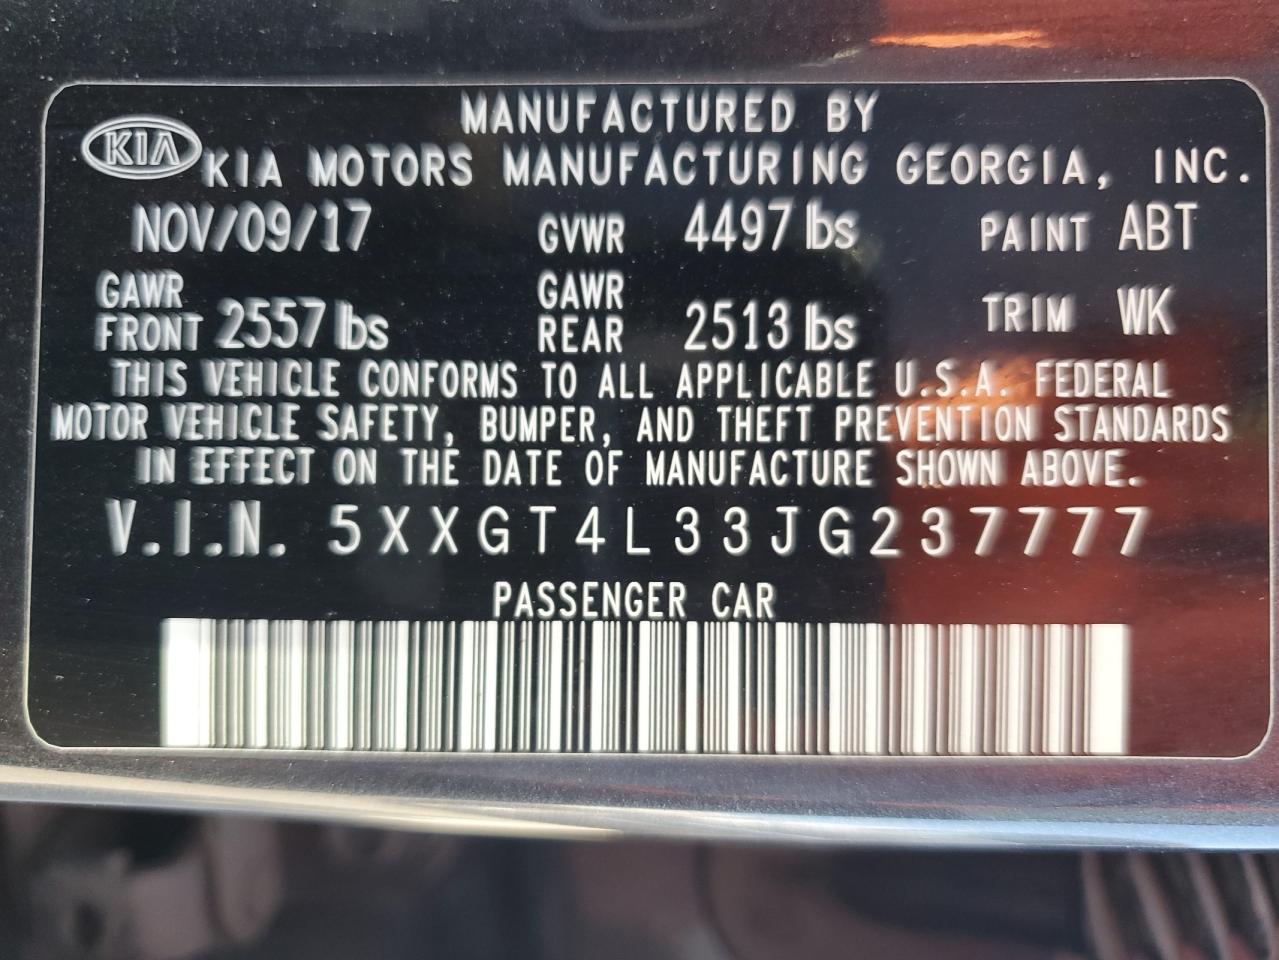 MANUFACTURED BY
KIA KIA MOTORS MANUFACTURING GEORGIA, INC.
NOV/09/17 GVWR 4497 lbs PAINT ABT
GAWR FRONT 2557 lbs GAWR REAR 2513 lbs TRIM WK
THIS VEHICLE CONFORMS TO ALL APPLICABLE U.S.A. FEDERAL
MOTOR VEHICLE SAFETY, BUMPER, AND THEFT PREVENTION STANDARDS
IN EFFECT ON THE DATE OF MANUFACTURE SHOWN ABOVE.
V.I.N. 5XXGT4L33JG237777
PASSENGER CAR